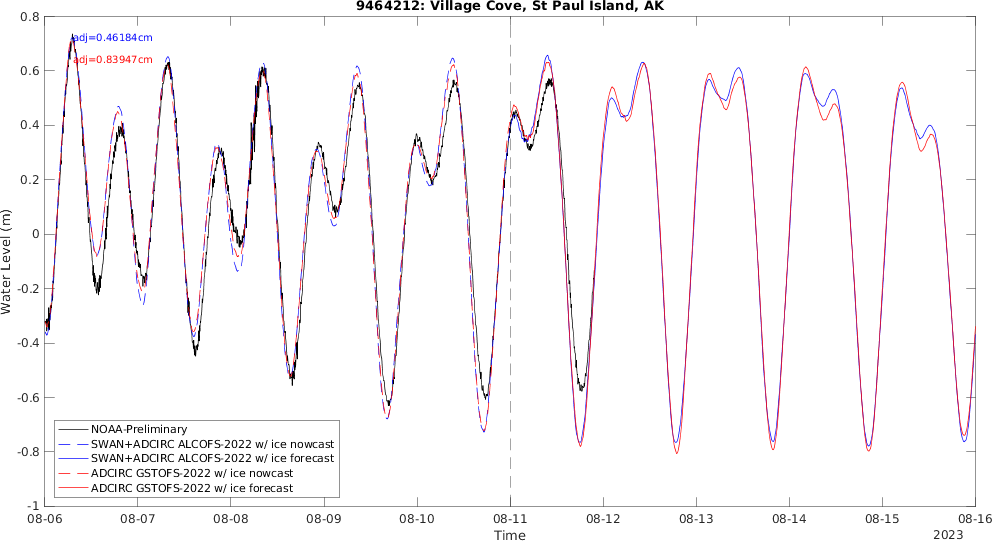 9464212: Village Cove, St Paul Island, AK
adj=0.46184cm
adj=0.83947cm
0.8
0.6
0.4
0.2
0
-0.2
-0.4
-0.6
-0.8
-1
Water Level (m)
NOAA-Preliminary
SWAN+ADCIRC ALCOFS-2022 w/ ice nowcast
SWAN+ADCIRC ALCOFS-2022 w/ ice forecast
ADCIRC GSTOFS-2022 w/ ice nowcast
ADCIRC GSTOFS-2022 w/ ice forecast
08-06 08-07 08-08 08-09 08-10 08-11 08-12 08-13 08-14 08-15 08-16
Time
2023